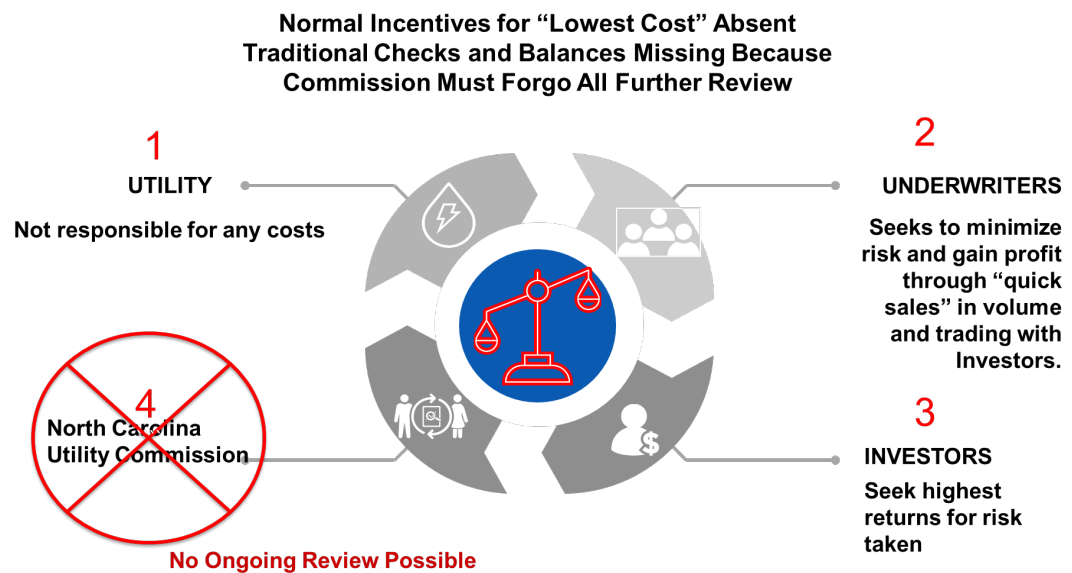 Normal Incentives for “Lowest Cost” Absent
Traditional Checks and Balances Missing Because
Commission Must Forgo All Further Review
1
UTILITY
Not responsible for any costs
2
UNDERWRITERS
Seeks to minimize
risk and gain profit
through “quick
sales” in volume
and trading with
Investors.
3
INVESTORS
Seek highest
returns for risk
taken
4
North Carolina
Utility Commission
No Ongoing Review Possible
$